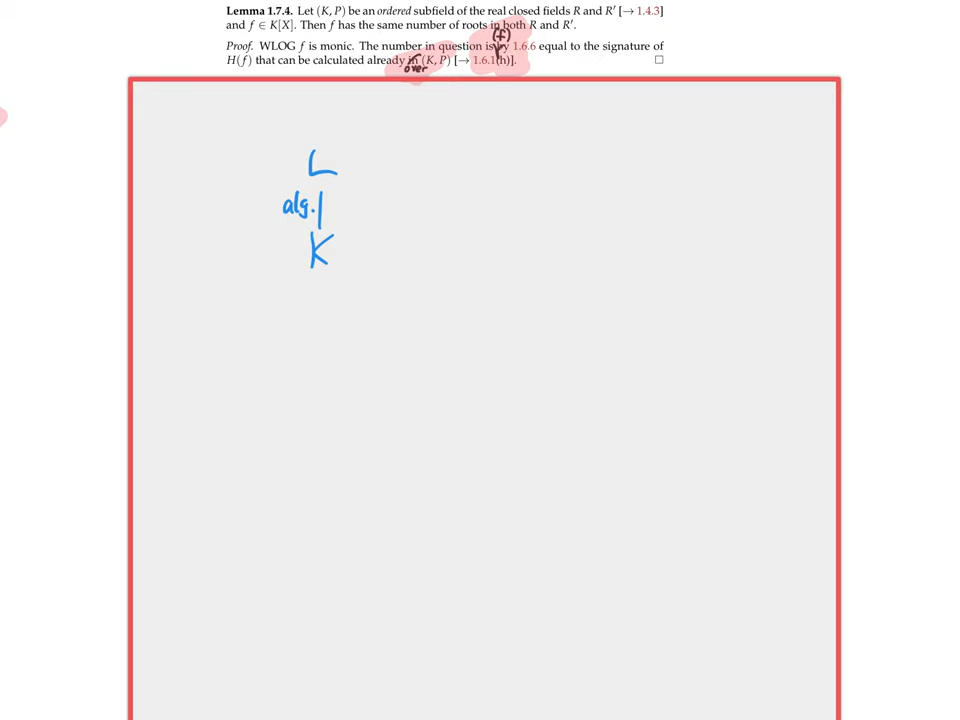 Lemma 1.7.4. Let (K, P) be an ordered subfield of the real closed fields R and R′ [→ 1.4.3]
and f ∈ K[X]. Then f has the same number of roots in both R and R′.
(f)
Proof. WLOG f is monic. The number in question is by 1.6.6 equal to the signature of
H(f) that can be calculated already in (K, P) [→ 1.6.1(h)]. □
over
L
alg. |
K